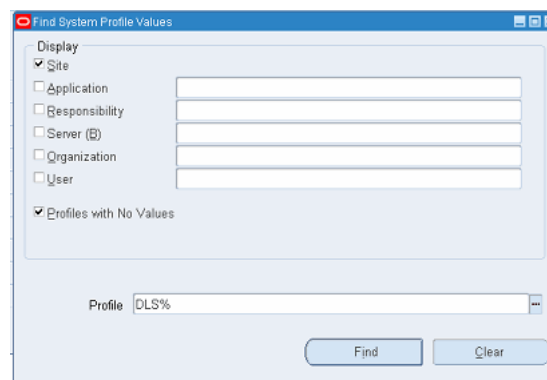 Find System Profile Values
Display
Site
Application
Responsibility
Server (B)
Organization
User
Profiles with No Values
Profile DLS%
Find Clear